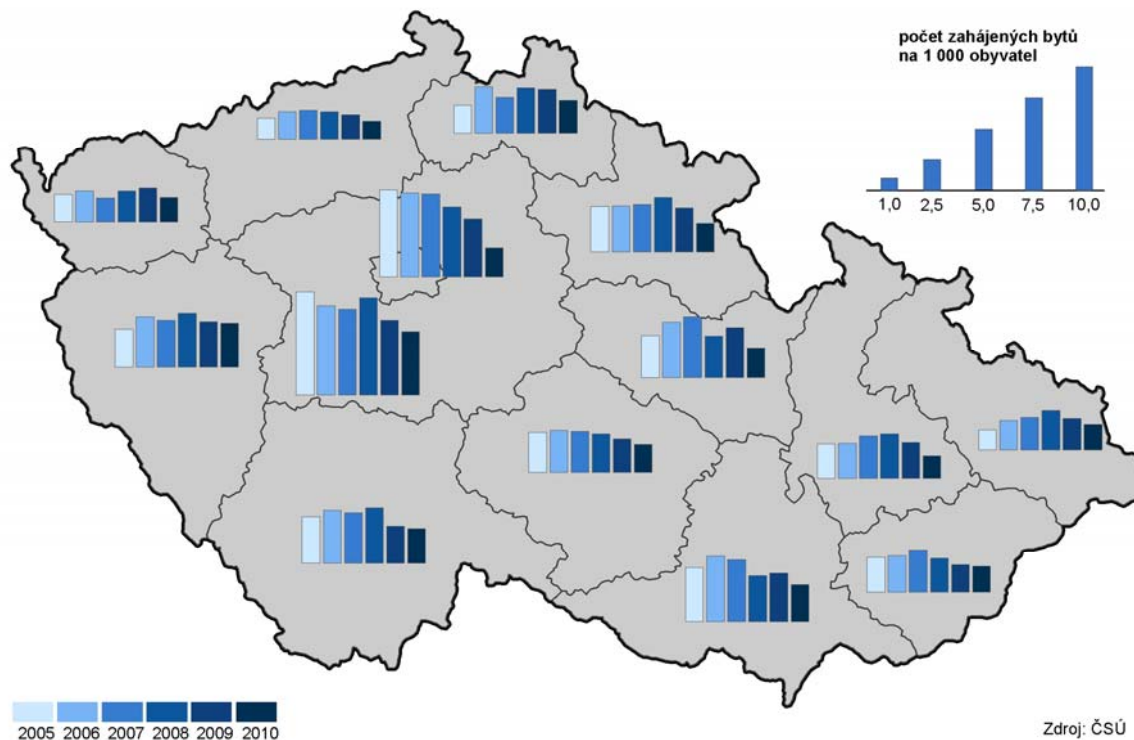 počet zahájených bytů
na 1 000 obyvatel
1,0 2,5 5,0 7,5 10,0
2005 2006 2007 2008 2009 2010
Zdroj: ČSÚ